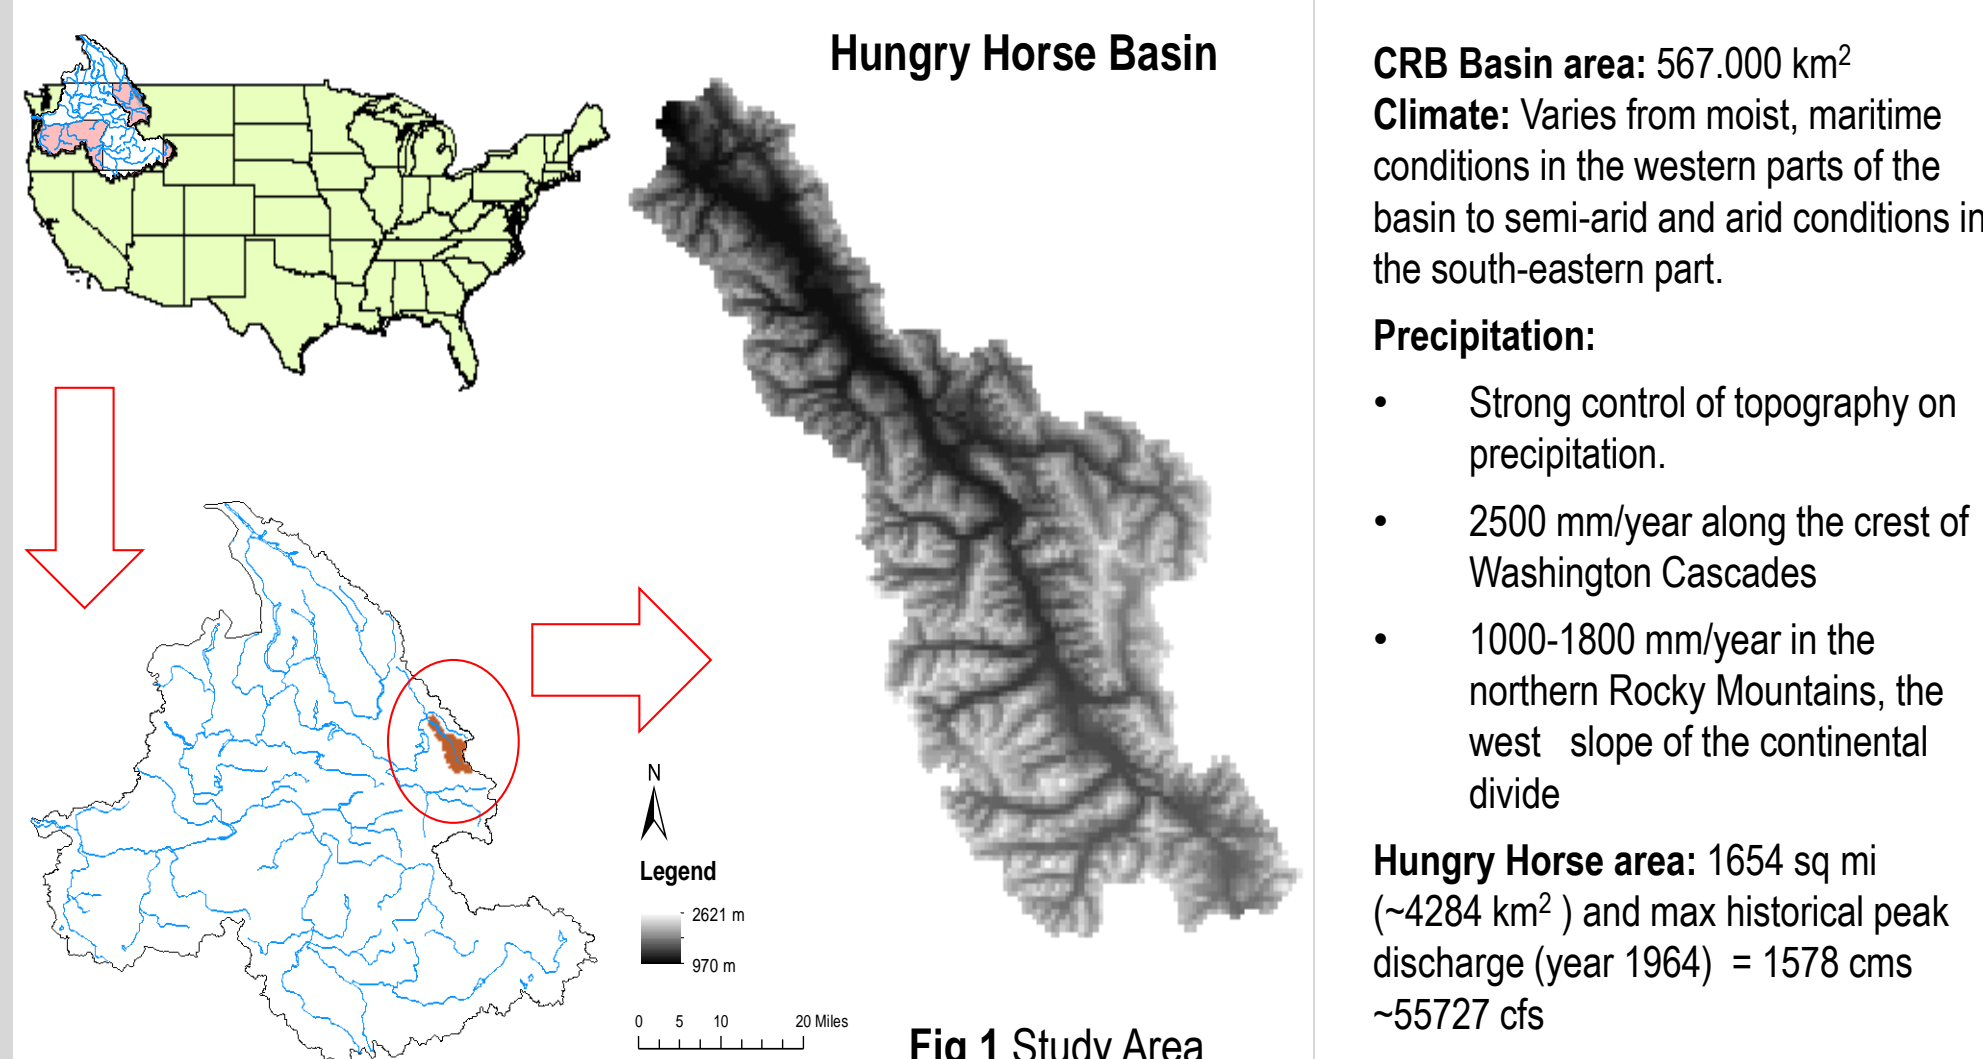 Hungry Horse Basin
N
Legend
2621 m
970 m
0 5 10 20 Miles
Fig 1 Study Area
CRB Basin area: 567.000 km²
Climate: Varies from moist, maritime
conditions in the western parts of the
basin to semi-arid and arid conditions in
the south-eastern part.
Precipitation:
• Strong control of topography on
precipitation.
• 2500 mm/year along the crest of
Washington Cascades
• 1000-1800 mm/year in the
northern Rocky Mountains, the
west slope of the continental
divide
Hungry Horse area: 1654 sq mi
(~4284 km² ) and max historical peak
discharge (year 1964) = 1578 cms
~55727 cfs